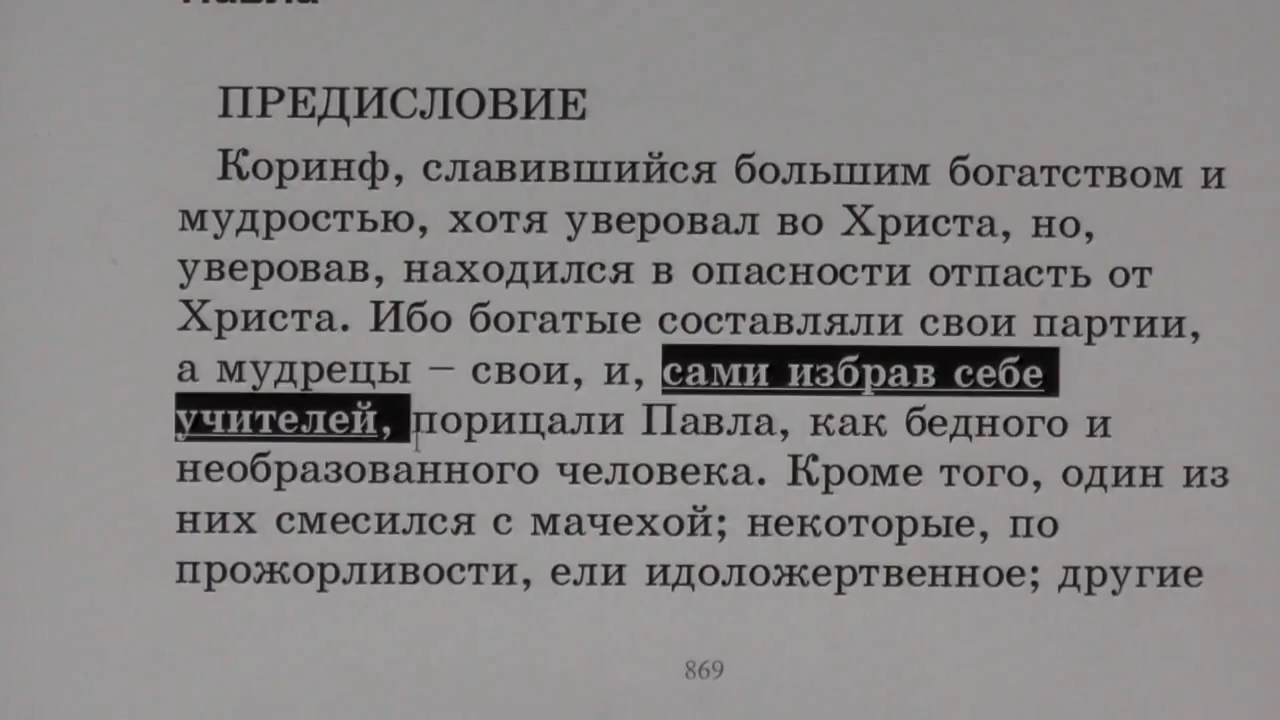 ПРЕДИСЛОВИЕ
Коринф, славившийся большим богатством и
мудростью, хотя уверовал во Христа, но,
уверовав, находился в опасности отпасть от
Христа. Ибо богатые составляли свои партии,
а мудрецы – свои, и, сами избрав себе
учителей, порицали Павла, как бедного и
необразованного человека. Кроме того, один из
них смесился с мачехой; некоторые, по
прожорливости, ели идоложертвенное; другие
869